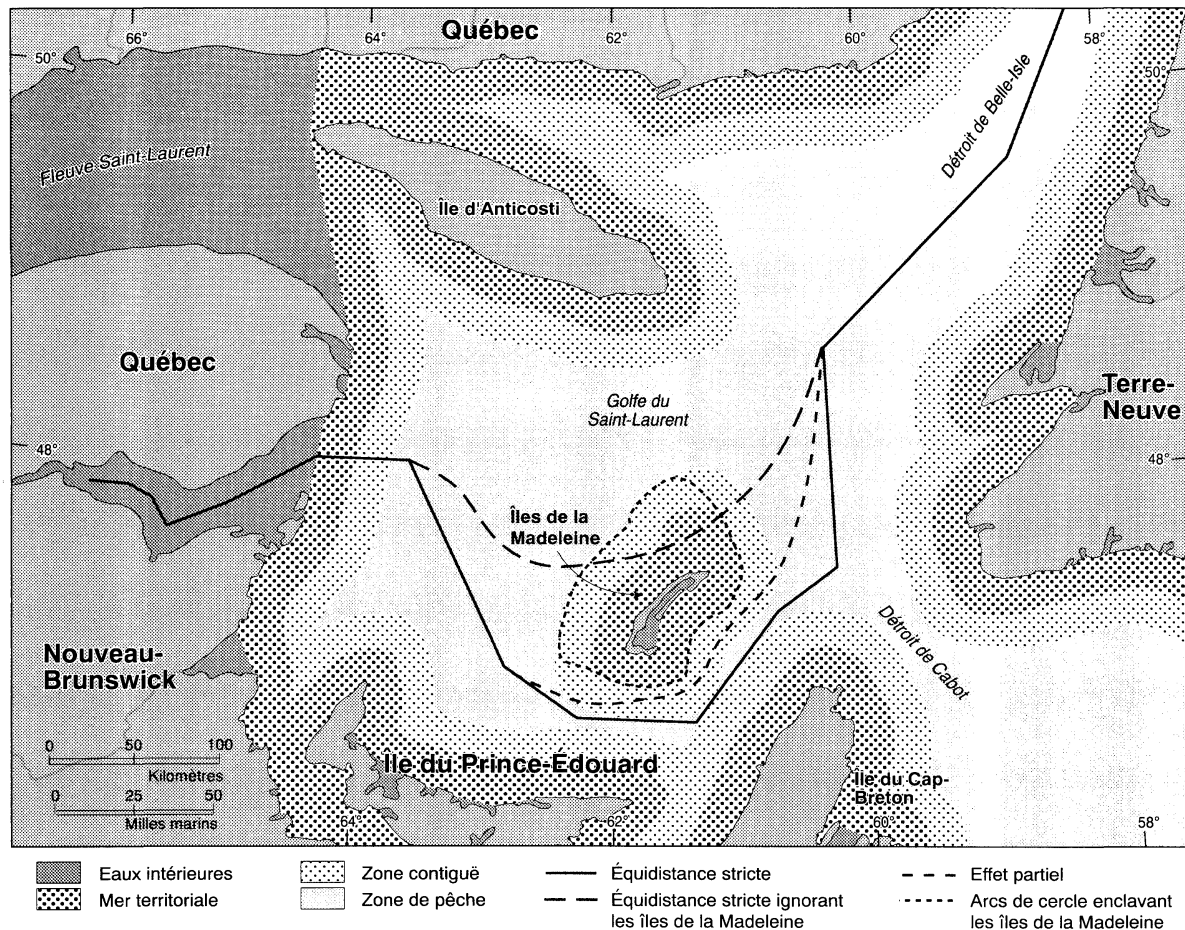 Québec
66°
64°
62°
60°
58°
50°
50°
Détroit de Belle-Isle
Fleuve Saint-Laurent
Île d'Anticosti
Québec
Golfe du
Saint-Laurent
Terre-
Neuve
48°
48°
Îles de la
Madeleine
Détroit de Cabot
Nouveau-
Brunswick
0 50 100
Kilomètres
0 25 50
Milles marins
Île du Prince-Édouard
Île du Cap-
Breton
64°
62°
60°
58°
Eaux intérieures
Mer territoriale
Zone contiguë
Zone de pêche
Équidistance stricte
Équidistance stricte ignorant
les îles de la Madeleine
Effet partiel
Arcs de cercle enclavant
les îles de la Madeleine